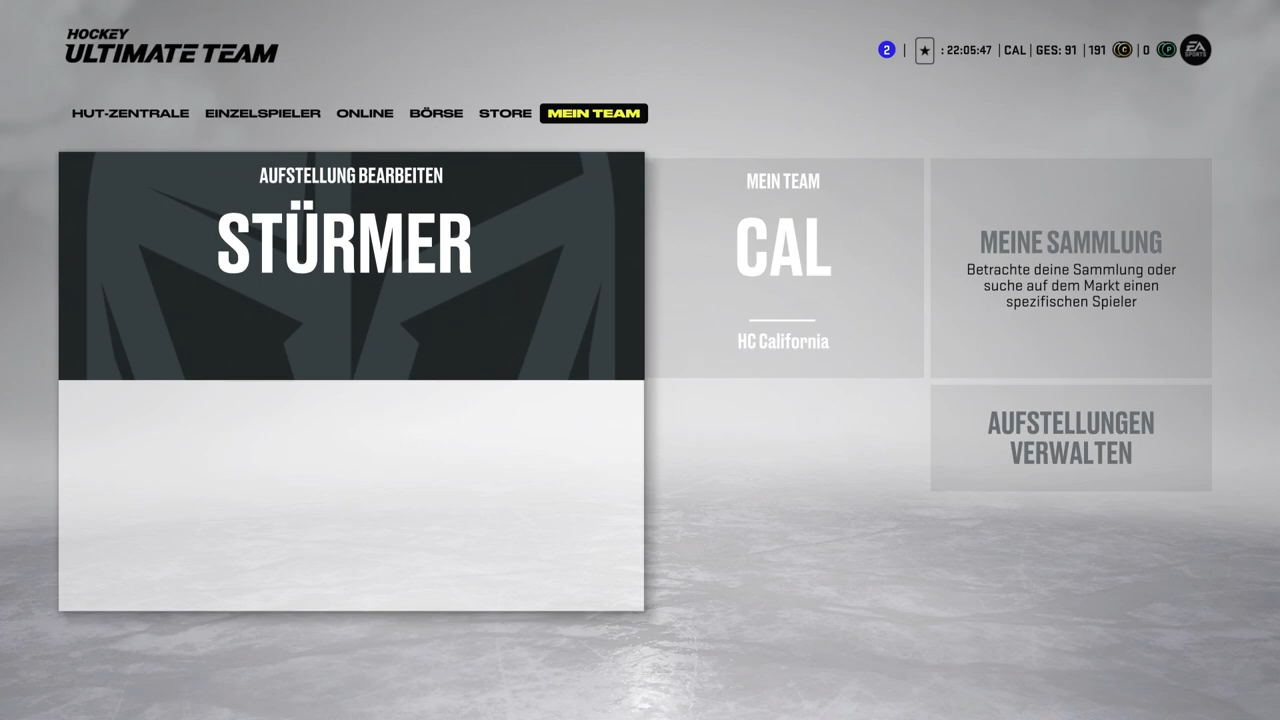 HOCKEY
ULTIMATE TEAM
2 | ★ : 22:05:47 | CAL | GES: 91 | 191 G | 0 P EA SPORTS
HUT-ZENTRALE EINZELSPIELER ONLINE BÖRSE STORE MEIN TEAM
AUFSTELLUNG BEARBEITEN
STÜRMER
MEIN TEAM
CAL
HC California
MEINE SAMMLUNG
Betrachte deine Sammlung oder
suche auf dem Markt einen
spezifischen Spieler
AUFSTELLUNGEN
VERWALTEN